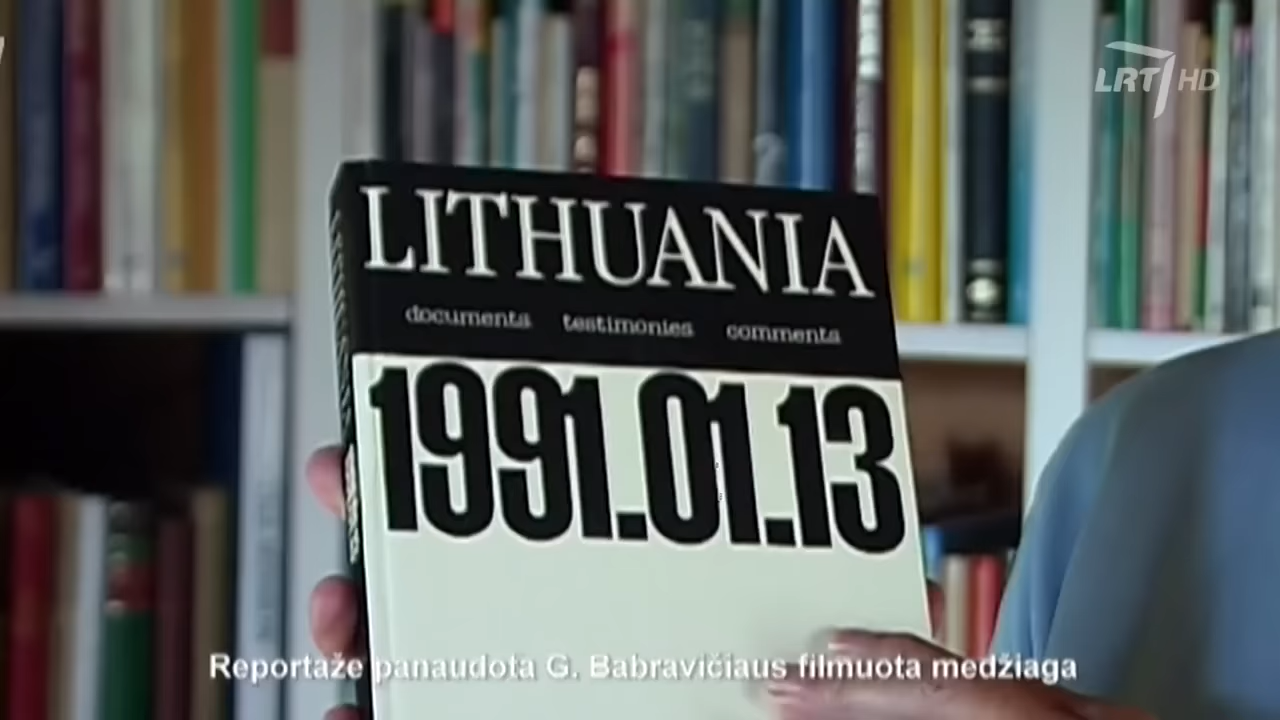 LRT HD
LITHUANIA
documents testimonies comments
1991.01.13
Reportaže panaudota G. Babravičiaus filmuota medžiaga